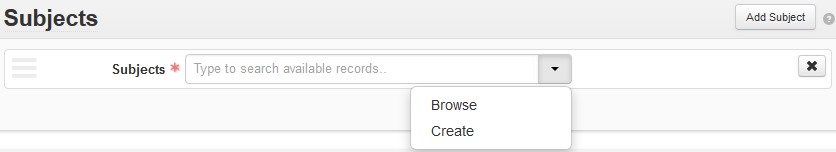 Subjects
Add Subject
?
Subjects *
Type to search available records..
Browse
Create